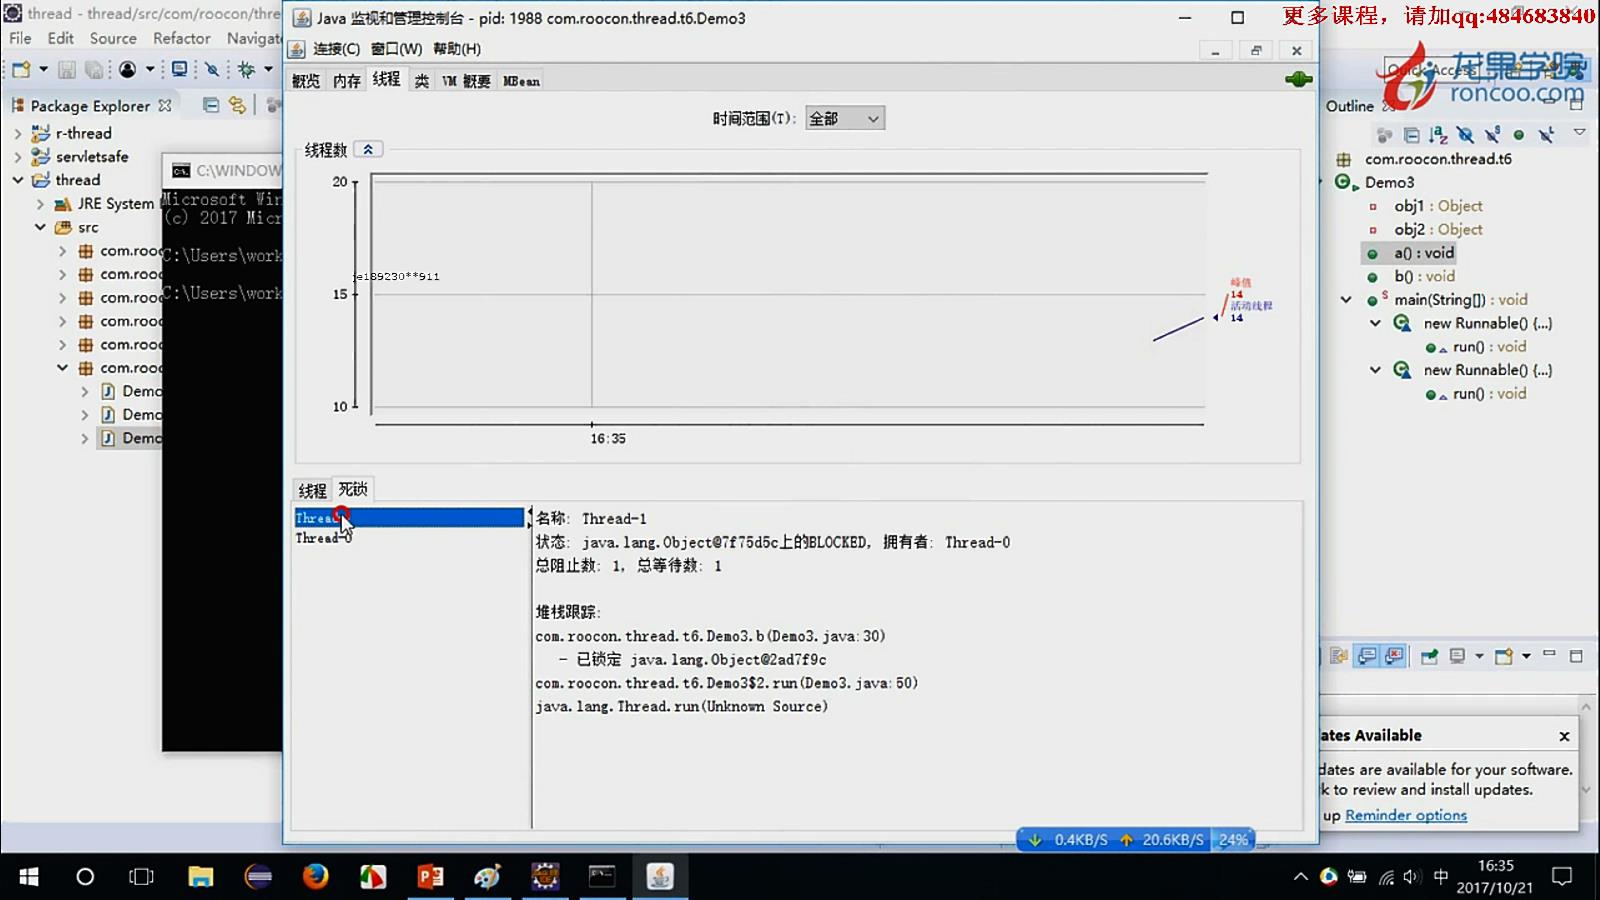 thread - thread/src/com/roocon/thre
Java 监视和管理控制台 - pid: 1988 com.roocon.thread.t6.Demo3
更多课程，请加qq:484683840
File Edit Source Refactor Navigat
连接(C) 窗口(W) 帮助(H)
概览 内存 线程 类 VM 概要 MBean
Quick Access
龙果学院
roncoo.com
Package Explorer
Outline
时间范围(T): 全部
r-thread
servletsafe
thread
JRE System
src
com.rooc
com.rooc
com.rooc
com.rooc
com.rooc
com.rooc
Demo
Demo
Demo
C:\WINDOW
Microsoft Win
(c) 2017 Micr
C:\Users\work
C:\Users\work
线程数
20
15
10
je189230**911
峰值
14
活动线程
14
16:35
线程 死锁
Thread
Thread-0
名称: Thread-1
状态: java.lang.Object@7f75d5c上的BLOCKED, 拥有者: Thread-0
总阻止数: 1, 总等待数: 1
堆栈跟踪:
com.roocon.thread.t6.Demo3.b(Demo3.java:30)
- 已锁定 java.lang.Object@2ad7f9c
com.roocon.thread.t6.Demo3$2.run(Demo3.java:50)
java.lang.Thread.run(Unknown Source)
com.roocon.thread.t6
Demo3
obj1 : Object
obj2 : Object
a() : void
b() : void
main(String[]) : void
new Runnable() {...}
run() : void
new Runnable() {...}
run() : void
ates Available
dates are available for your software.
k to review and install updates.
up Reminder options
0.4KB/S 20.6KB/S 24%
中
16:35
2017/10/21